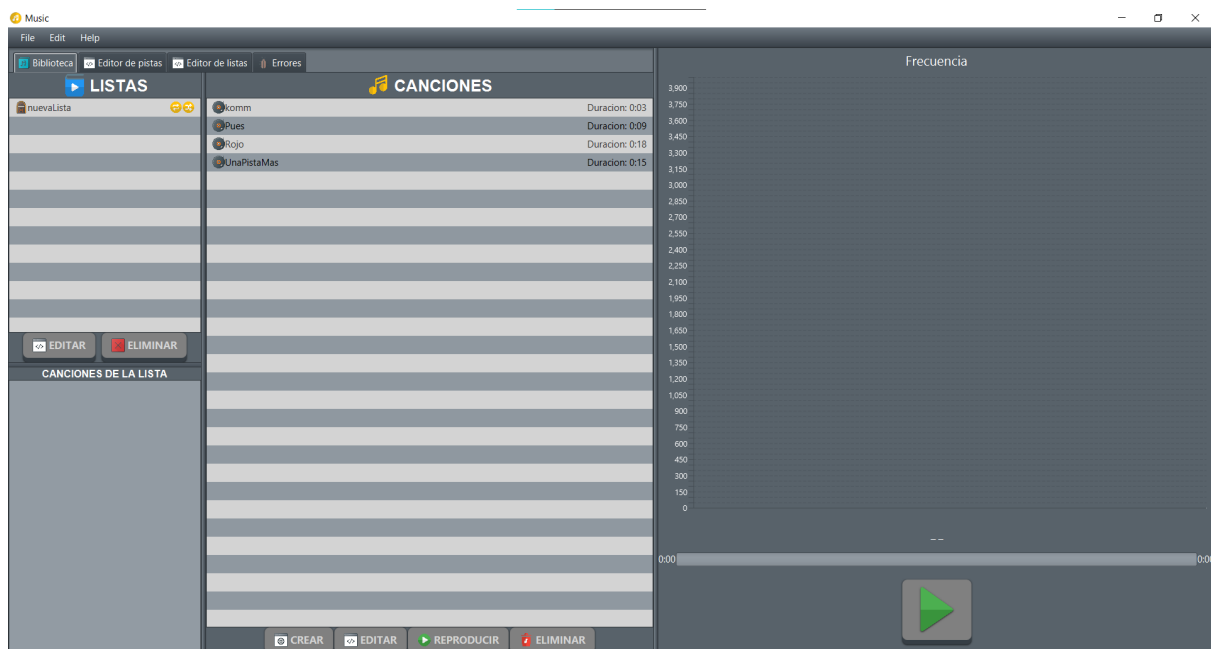 Music
File Edit Help
Biblioteca Editor de pistas Editor de listas Errores
LISTAS
nuevaLista
EDITAR ELIMINAR
CANCIONES DE LA LISTA
CANCIONES
komm Duracion: 0:03
Pues Duracion: 0:09
Rojo Duracion: 0:18
UnaPistaMas Duracion: 0:15
CREAR EDITAR REPRODUCIR ELIMINAR
Frecuencia
3,900
3,750
3,600
3,450
3,300
3,150
3,000
2,850
2,700
2,550
2,400
2,250
2,100
1,950
1,800
1,650
1,500
1,350
1,200
1,050
900
750
600
450
300
150
0
--
0:00 0:00